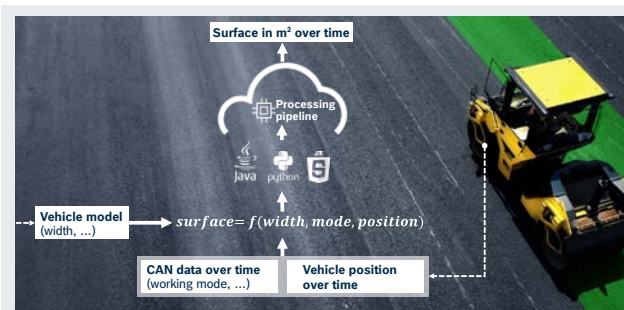 Surface in m² over time
Processing
pipeline
Java
python
5
Vehicle model
(width, ...)
surface= f(width, mode, position)
CAN data over time
(working mode, ...)
Vehicle position
over time